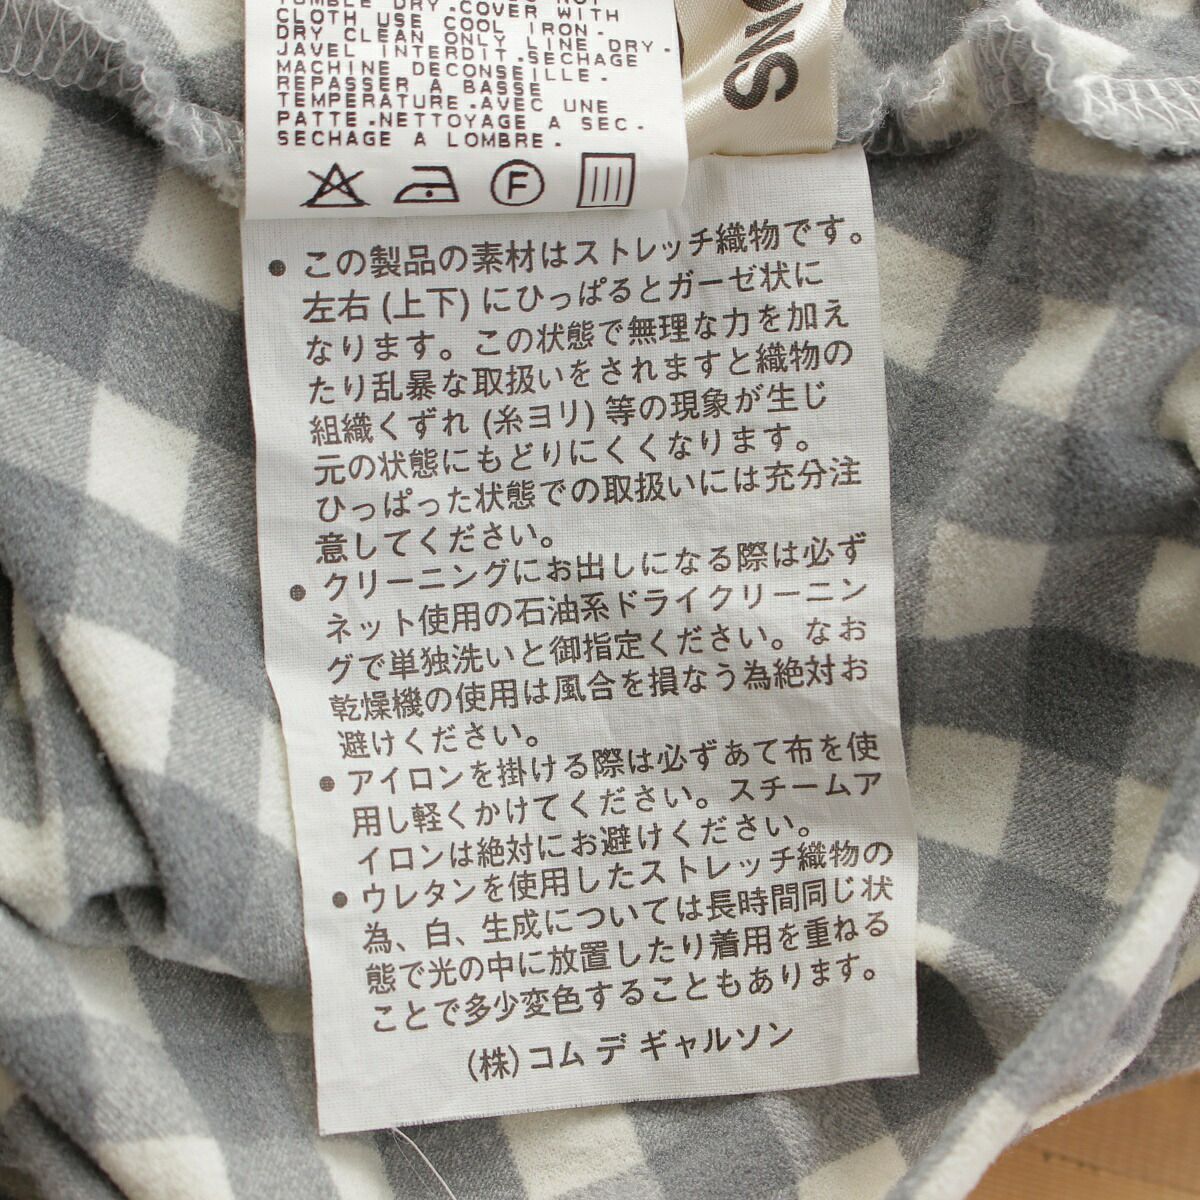 TUMBLE DRY.COVER WITH
CLOTH USE COOL IRON.
DRY CLEAN ONLY.LINE DRY.
JAVEL INTERDIT.SECHAGE
MACHINE DECONSEILLE.
REPASSER A BASSE
TEMPERATURE.AVEC UNE
PATTE.NETTOYAGE A SEC.
SECHAGE A LOMBRE.
F
ONS
SNS
● この製品の素材はストレッチ織物です。
左右(上下)にひっぱるとガーゼ状に
なります。この状態で無理な力を加え
たり乱暴な取扱いをされますと織物の
組織くずれ(糸ヨリ)等の現象が生じ
元の状態にもどりにくくなります。
ひっぱった状態での取扱いには充分注
意してください。
● クリーニングにお出しになる際は必ず
ネット使用の石油系ドライクリーニン
グで単独洗いと御指定ください。なお
乾燥機の使用は風合を損なう為絶対お
避けください。
● アイロンを掛ける際は必ずあて布を使
用し軽くかけてください。スチームア
イロンは絶対にお避けください。
● ウレタンを使用したストレッチ織物の
為、白、生成については長時間同じ状
態で光の中に放置したり着用を重ねる
ことで多少変色することもあります。
(株)コム デ ギャルソン